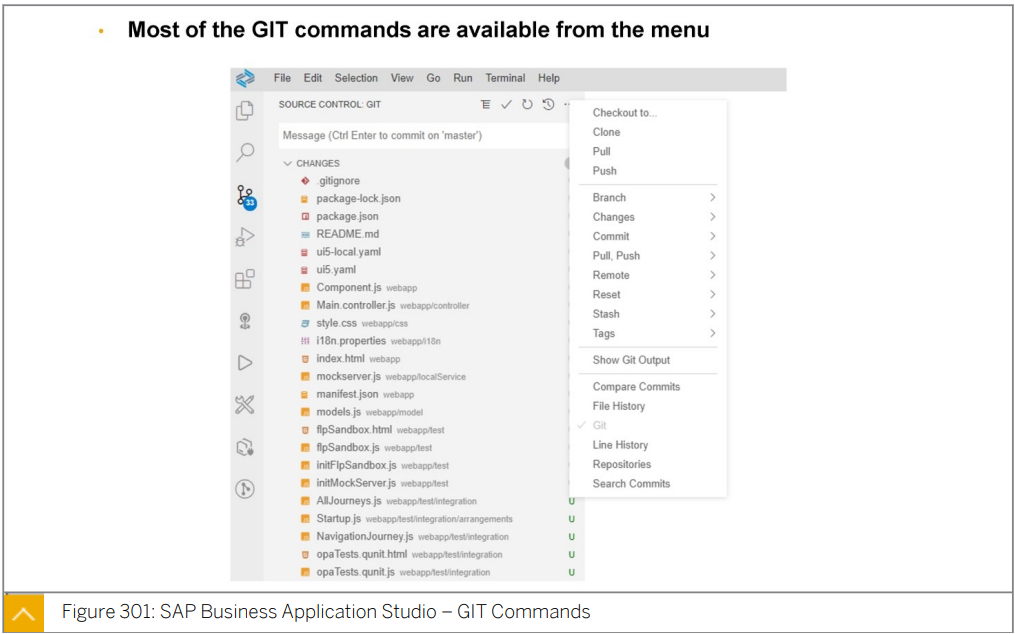 • Most of the GIT commands are available from the menu
File Edit Selection View Go Run Terminal Help
SOURCE CONTROL: GIT
Message (Ctrl Enter to commit on 'master')
CHANGES
.gitignore
package-lock.json
package.json
README.md
ui5-local.yaml
ui5.yaml
Component.js webapp
Main.controller.js webapp/controller
style.css webapp/css
i18n.properties webapp/i18n
index.html webapp
mockserver.js webapp/localService
manifest.json webapp
models.js webapp/model
flpSandbox.html webapp/test
flpSandbox.js webapp/test
initFlpSandbox.js webapp/test
initMockServer.js webapp/test
AllJourneys.js webapp/test/integration U
Startup.js webapp/test/integration/arrangements U
NavigationJourney.js webapp/test/integration U
opaTests.qunit.html webapp/test/integration U
opaTests.qunit.js webapp/test/integration U
33
Checkout to...
Clone
Pull
Push
Branch
Changes
Commit
Pull, Push
Remote
Reset
Stash
Tags
Show Git Output
Compare Commits
File History
Git
Line History
Repositories
Search Commits
Figure 301: SAP Business Application Studio – GIT Commands